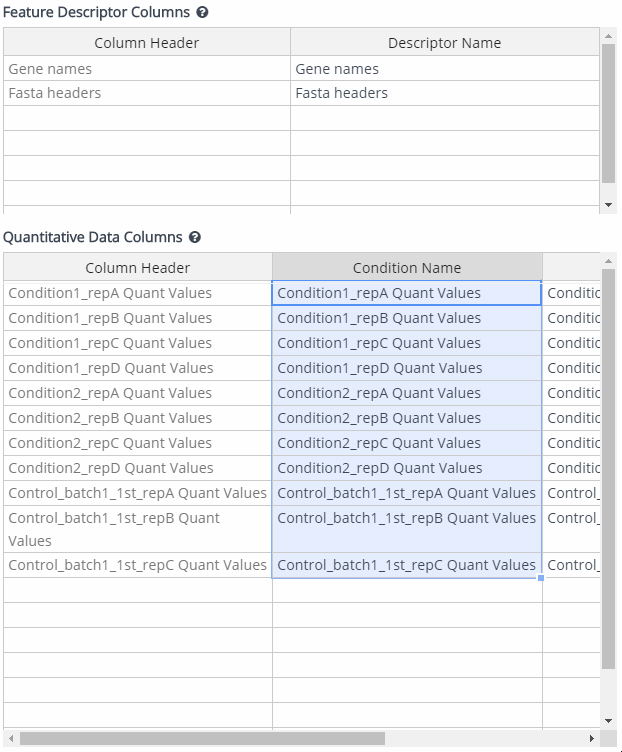 Feature Descriptor Columns
Column Header Descriptor Name
Gene names Gene names
Fasta headers Fasta headers
Quantitative Data Columns
Column Header Condition Name
Condition1_repA Quant Values Condition1_repA Quant Values Conditic
Condition1_repB Quant Values Condition1_repB Quant Values Conditic
Condition1_repC Quant Values Condition1_repC Quant Values Conditic
Condition1_repD Quant Values Condition1_repD Quant Values Conditic
Condition2_repA Quant Values Condition2_repA Quant Values Conditic
Condition2_repB Quant Values Condition2_repB Quant Values Conditic
Condition2_repC Quant Values Condition2_repC Quant Values Conditic
Condition2_repD Quant Values Condition2_repD Quant Values Conditic
Control_batch1_1st_repA Quant Values Control_batch1_1st_repA Quant Values Control_
Control_batch1_1st_repB Quant Control_batch1_1st_repB Quant Values Control_
Values
Control_batch1_1st_repC Quant Values Control_batch1_1st_repC Quant Values Control_